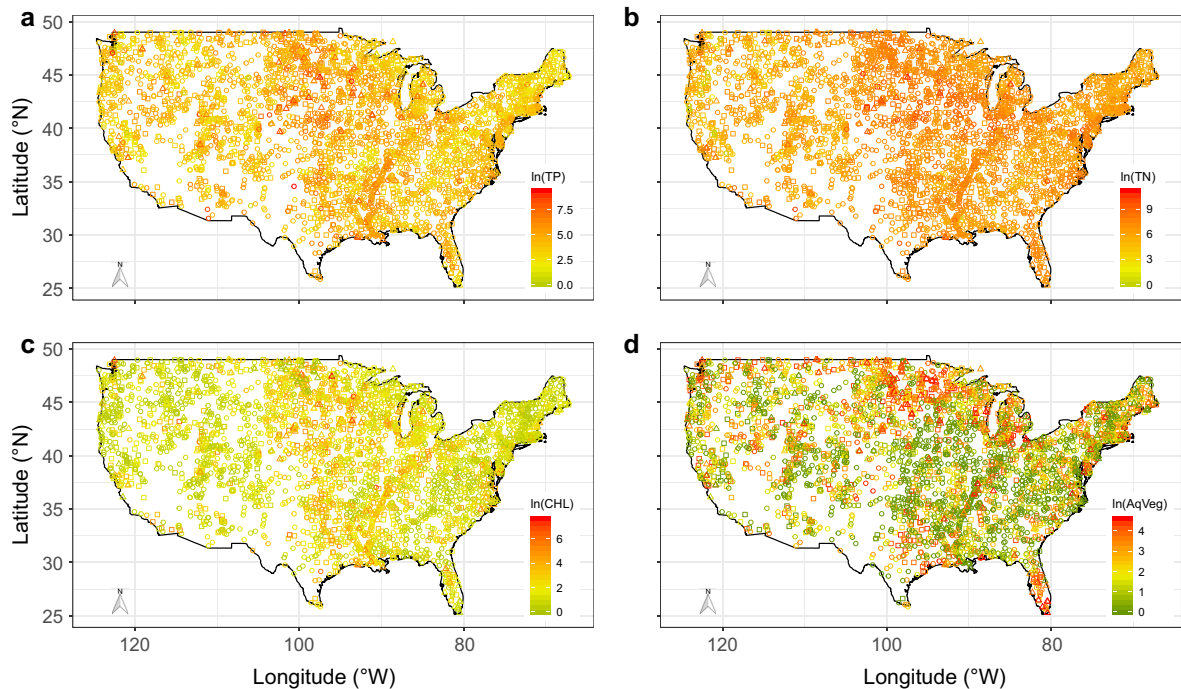 a
50
45
40
35
30
25
Latitude (°N)
ln(TP)
7.5
5.0
2.5
0.0
N
b
ln(TN)
9
6
3
0
N
c
50
45
40
35
30
25
Latitude (°N)
ln(CHL)
6
4
2
0
N
120
100
80
Longitude (°W)
d
ln(AqVeg)
4
3
2
1
0
N
120
100
80
Longitude (°W)